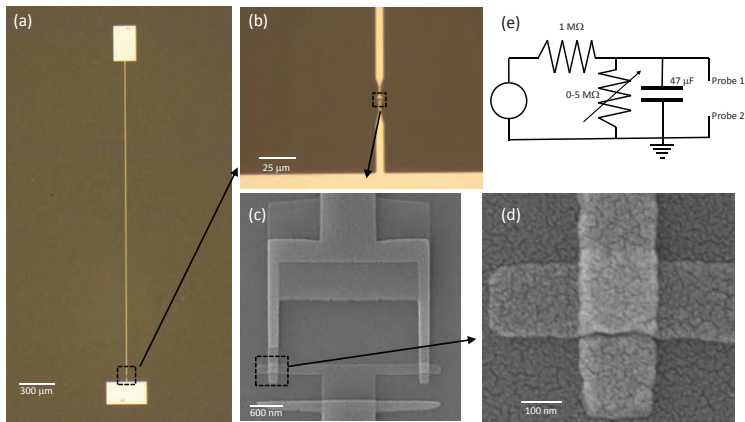 (a)
300 µm
(b)
25 µm
(c)
600 nm
(d)
100 nm
(e)
1 MΩ
0-5 MΩ
47 µF
Probe 1
Probe 2